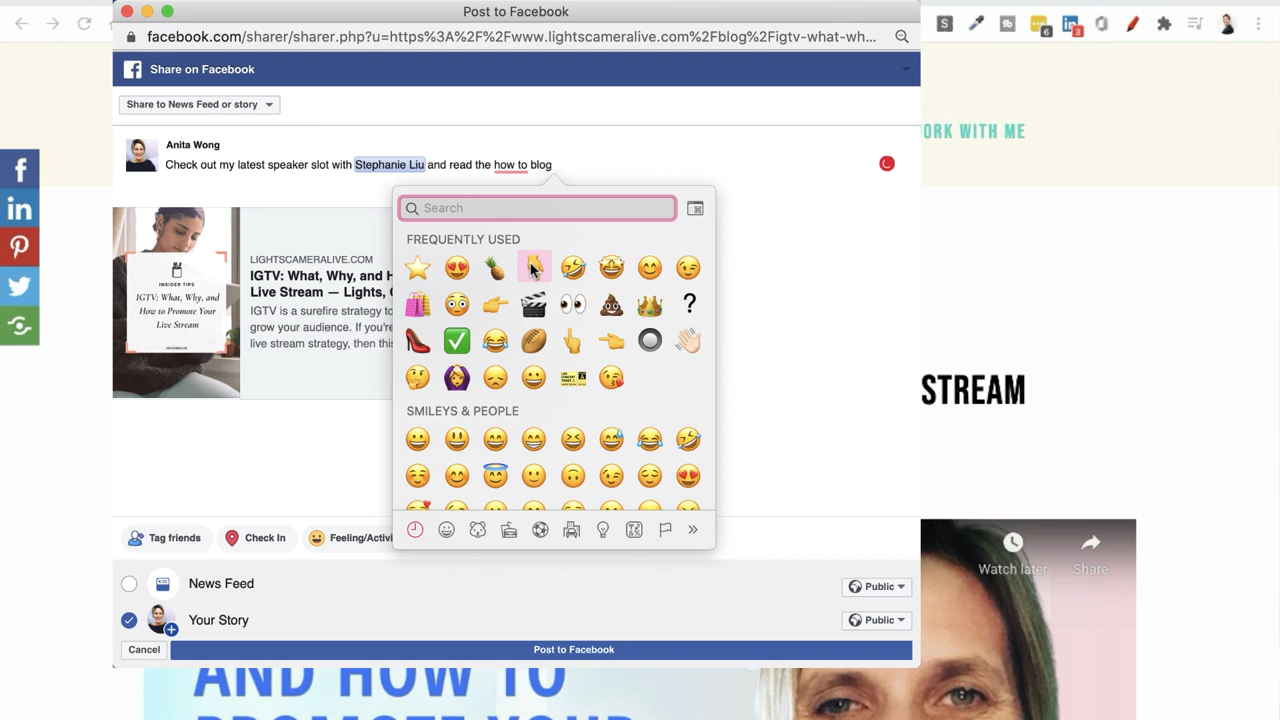 Post to Facebook
facebook.com/sharer/sharer.php?u=https%3A%2F%2Fwww.lightscameralive.com%2Fblog%2Figtv-what-wh...
6
3
Share on Facebook
Share to News Feed or story
ORK WITH ME
Anita Wong
Check out my latest speaker slot with Stephanie Liu and read the how to blog
Search
FREQUENTLY USED
INSIDER TIPS
IGTV: What, Why, and
How to Promote Your
Live Stream
LIGHTSCAMERALIVE.COM
IGTV: What, Why, and H
Live Stream — Lights, C
IGTV is a surefire strategy to
grow your audience. If you're
live stream strategy, then this
STREAM
SMILEYS & PEOPLE
Tag friends
Check In
Feeling/Activi
Watch later
Share
News Feed
Public
Your Story
Public
Cancel
Post to Facebook
AND HOW TO
PROMOTE YOUR